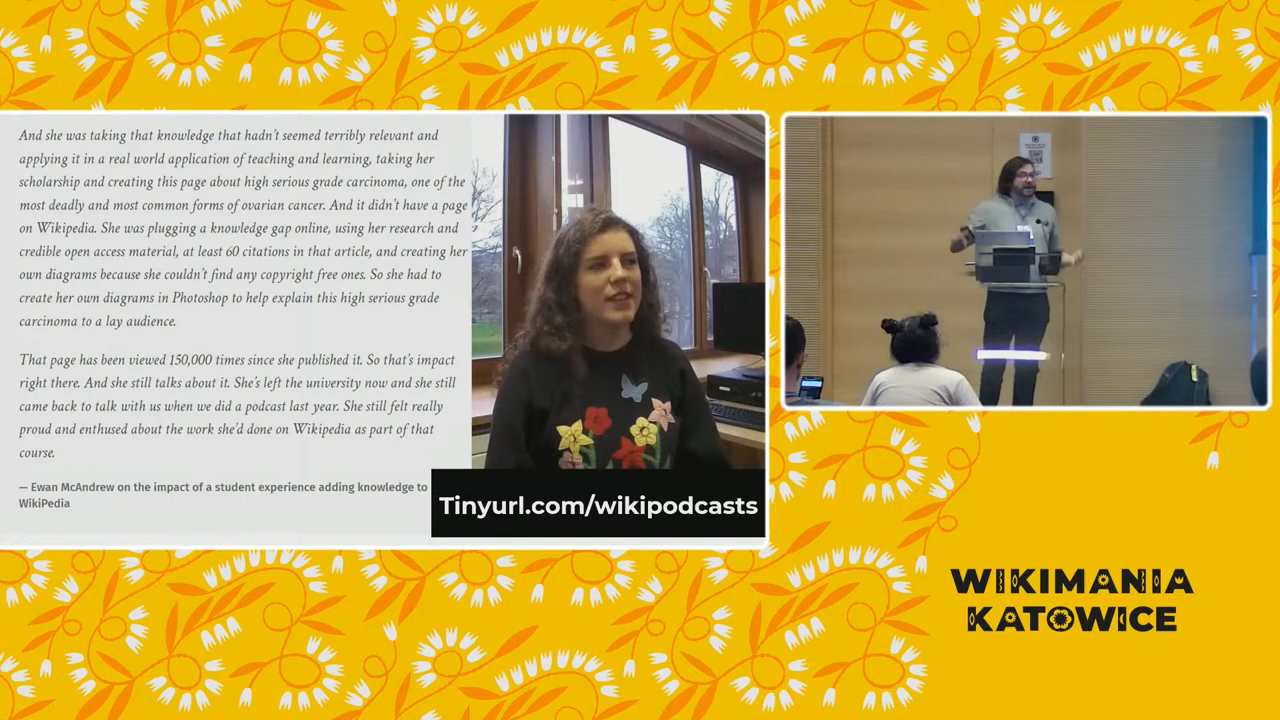 And she was taking that knowledge that hadn't seemed terribly relevant and
applying it in a real world application of teaching and learning, taking her
scholarship and creating this page about high serious grade carcinoma, one of the
most deadly and most common forms of ovarian cancer. And it didn't have a page
on Wikipedia. She was plugging a knowledge gap online, using her research and
credible open access material, at least 60 citations in that article, and creating her
own diagrams because she couldn't find any copyright free ones. So she had to
create her own diagrams in Photoshop to help explain this high serious grade
carcinoma to a lay audience.
That page has been viewed 150,000 times since she published it. So that's impact
right there. And she still talks about it. She's left the university now and she still
came back to talk with us when we did a podcast last year. She still felt really
proud and enthused about the work she'd done on Wikipedia as part of that
course.
— Ewan McAndrew on the impact of a student experience adding knowledge to
WikiPedia
Tinyurl.com/wikipodcasts
WIKIMANIA
KATOWICE